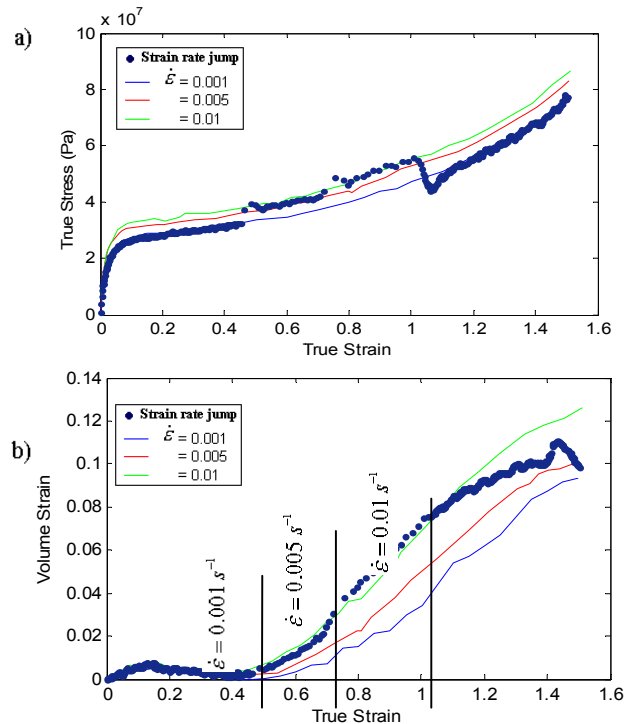 a)
x 10^7
10
8
6
4
2
0
True Stress (Pa)
Strain rate jump
ε̇ = 0.001
= 0.005
= 0.01
0 0.2 0.4 0.6 0.8 1 1.2 1.4 1.6
True Strain
b)
0.14
0.12
0.1
0.08
0.06
0.04
0.02
0
Volume Strain
Strain rate jump
ε̇ = 0.001
= 0.005
= 0.01
ε̇ = 0.001 s⁻¹
ε̇ = 0.005 s⁻¹
ε̇ = 0.01 s⁻¹
0 0.2 0.4 0.6 0.8 1 1.2 1.4 1.6
True Strain